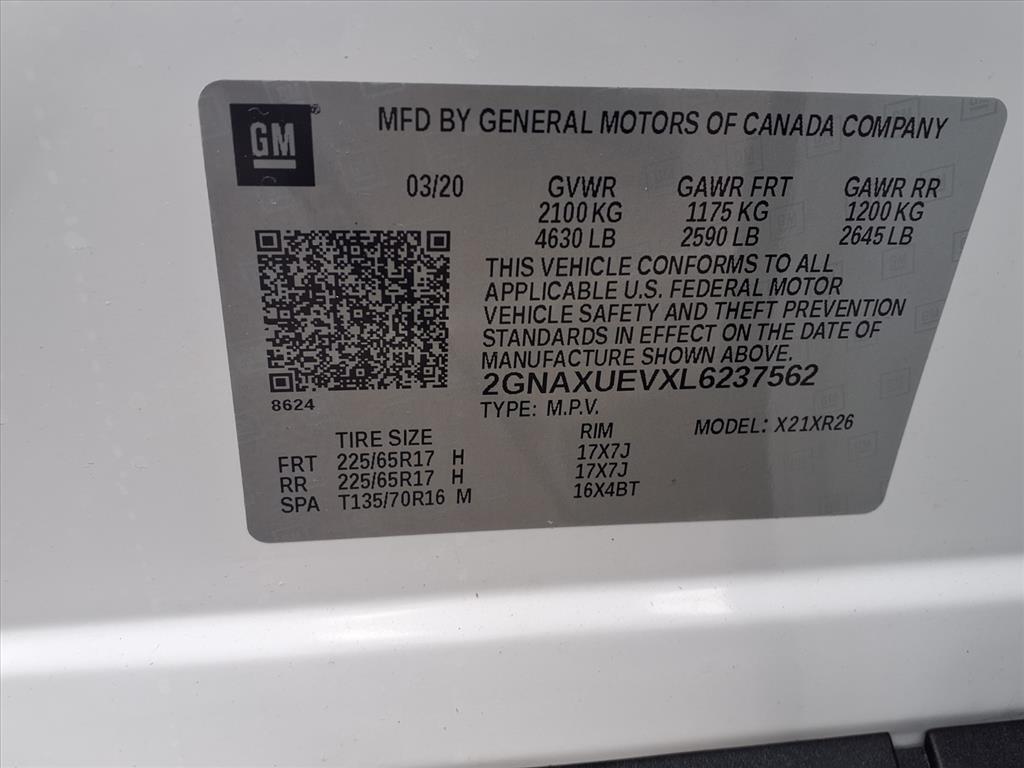 GM®
MFD BY GENERAL MOTORS OF CANADA COMPANY
03/20 GVWR GAWR FRT GAWR RR
2100 KG 1175 KG 1200 KG
4630 LB 2590 LB 2645 LB
THIS VEHICLE CONFORMS TO ALL
APPLICABLE U.S. FEDERAL MOTOR
VEHICLE SAFETY AND THEFT PREVENTION
STANDARDS IN EFFECT ON THE DATE OF
MANUFACTURE SHOWN ABOVE.
2GNAXUEVXL6237562
8624
TYPE: M.P.V. MODEL: X21XR26
TIRE SIZE RIM
FRT 225/65R17 H 17X7J
RR 225/65R17 H 17X7J
SPA T135/70R16 M 16X4BT